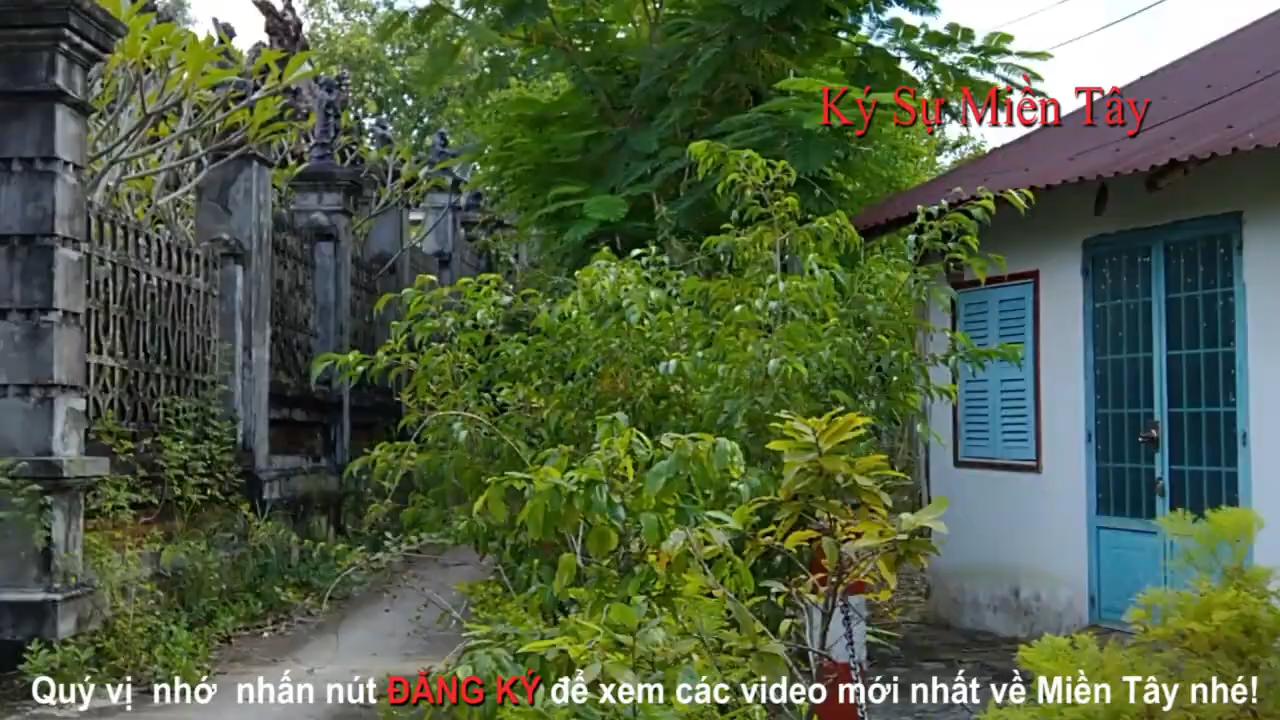 Ký Sự Miền Tây
Quý vị nhớ nhấn nút ĐĂNG KÝ để xem các video mới nhất về Miền Tây nhé!